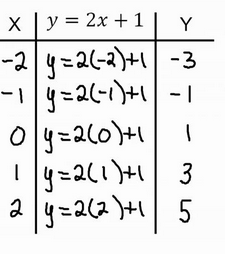 X y = 2x + 1 Y
-2 y=2(-2)+1 -3
-1 y=2(-1)+1 -1
0 y=2(0)+1 1
1 y=2(1)+1 3
2 y=2(2)+1 5